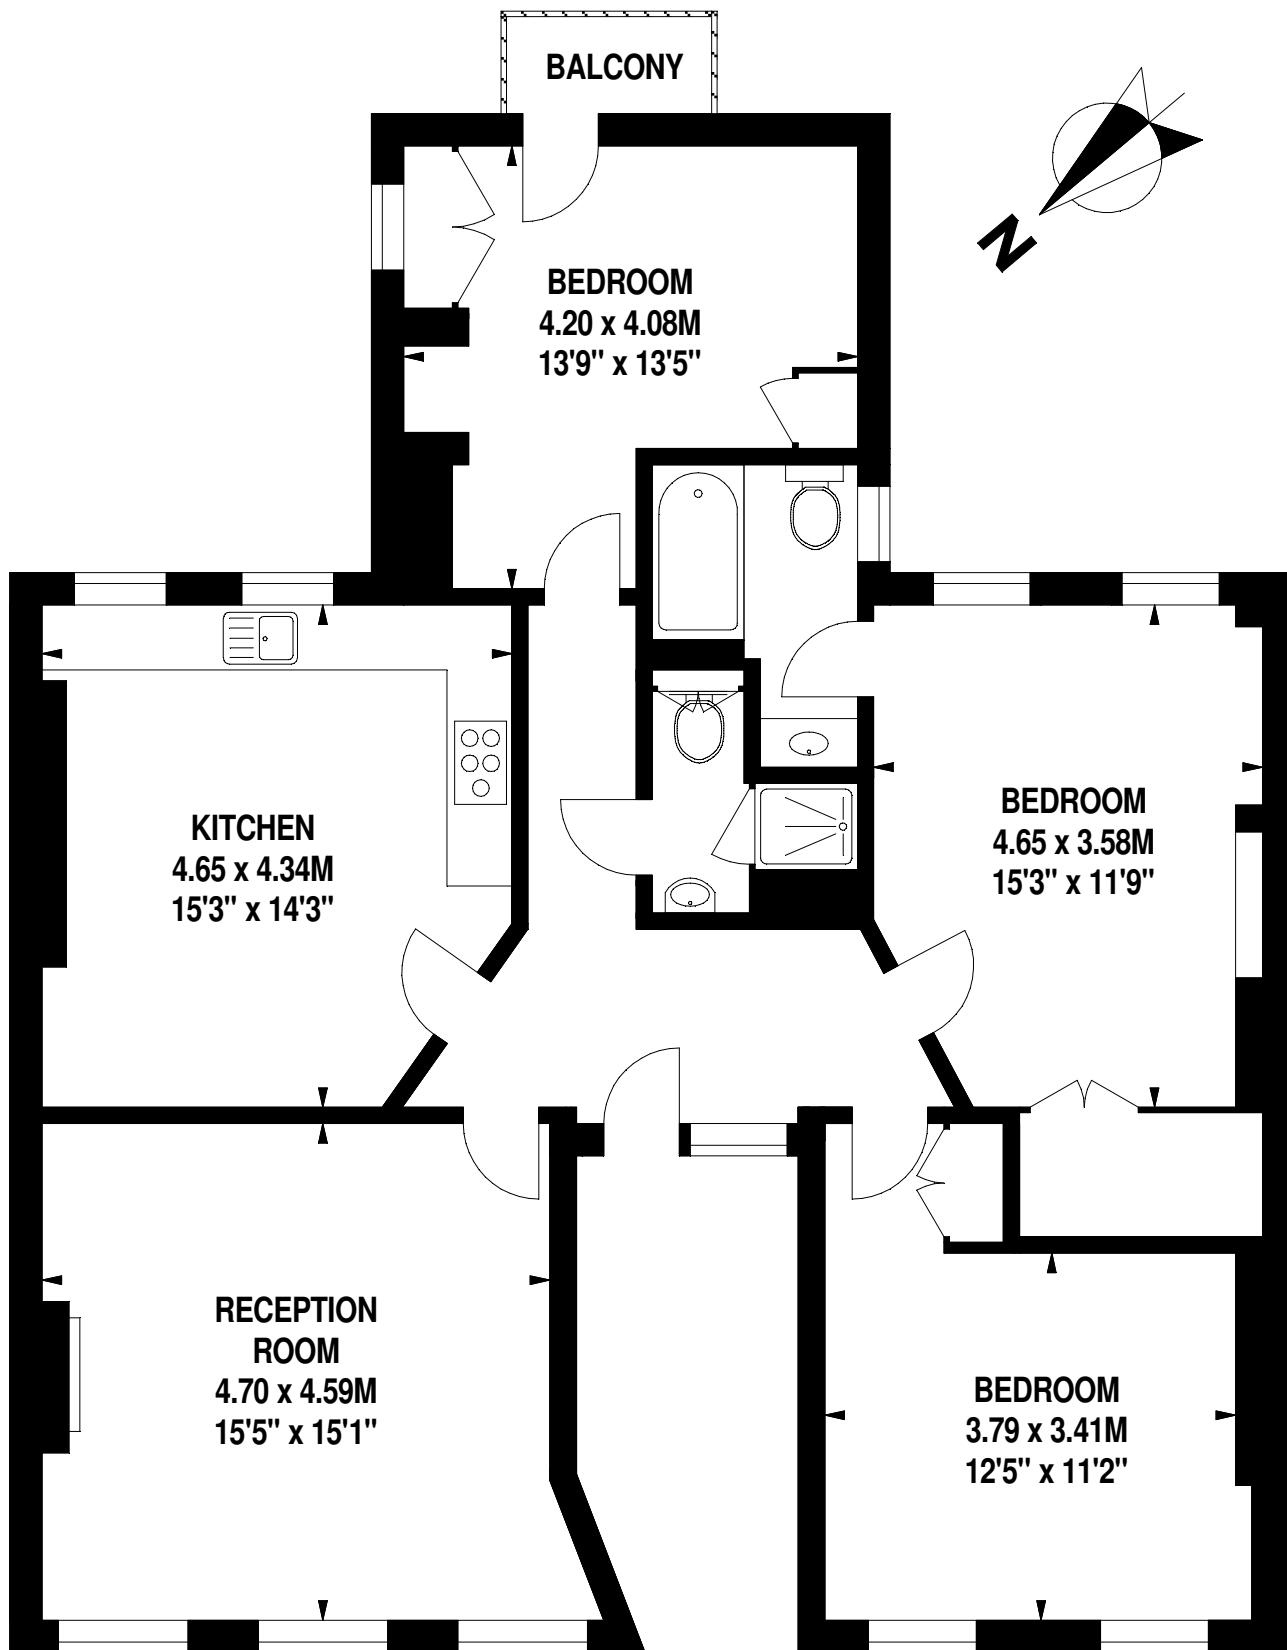 BALCONY
N
BEDROOM
4.20 x 4.08M
13'9" x 13'5"
KITCHEN
4.65 x 4.34M
15'3" x 14'3"
BEDROOM
4.65 x 3.58M
15'3" x 11'9"
RECEPTION
ROOM
4.70 x 4.59M
15'5" x 15'1"
BEDROOM
3.79 x 3.41M
12'5" x 11'2"